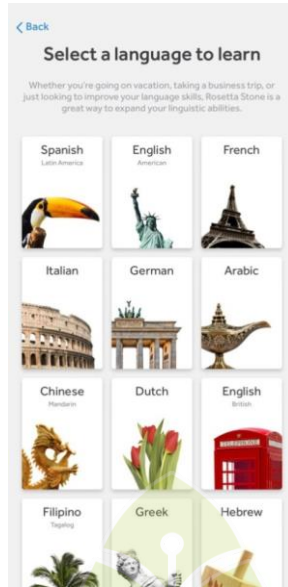 Back
Select a language to learn
Whether you're going on vacation, taking a business trip, or
just looking to improve your language skills, Rosetta Stone is a
great way to expand your linguistic abilities.
Spanish
Latin America
English
American
French
Italian
German
Arabic
Chinese
Mandarin
Dutch
English
British
TELEPHONE
Filipino
Tagalog
Greek
Hebrew